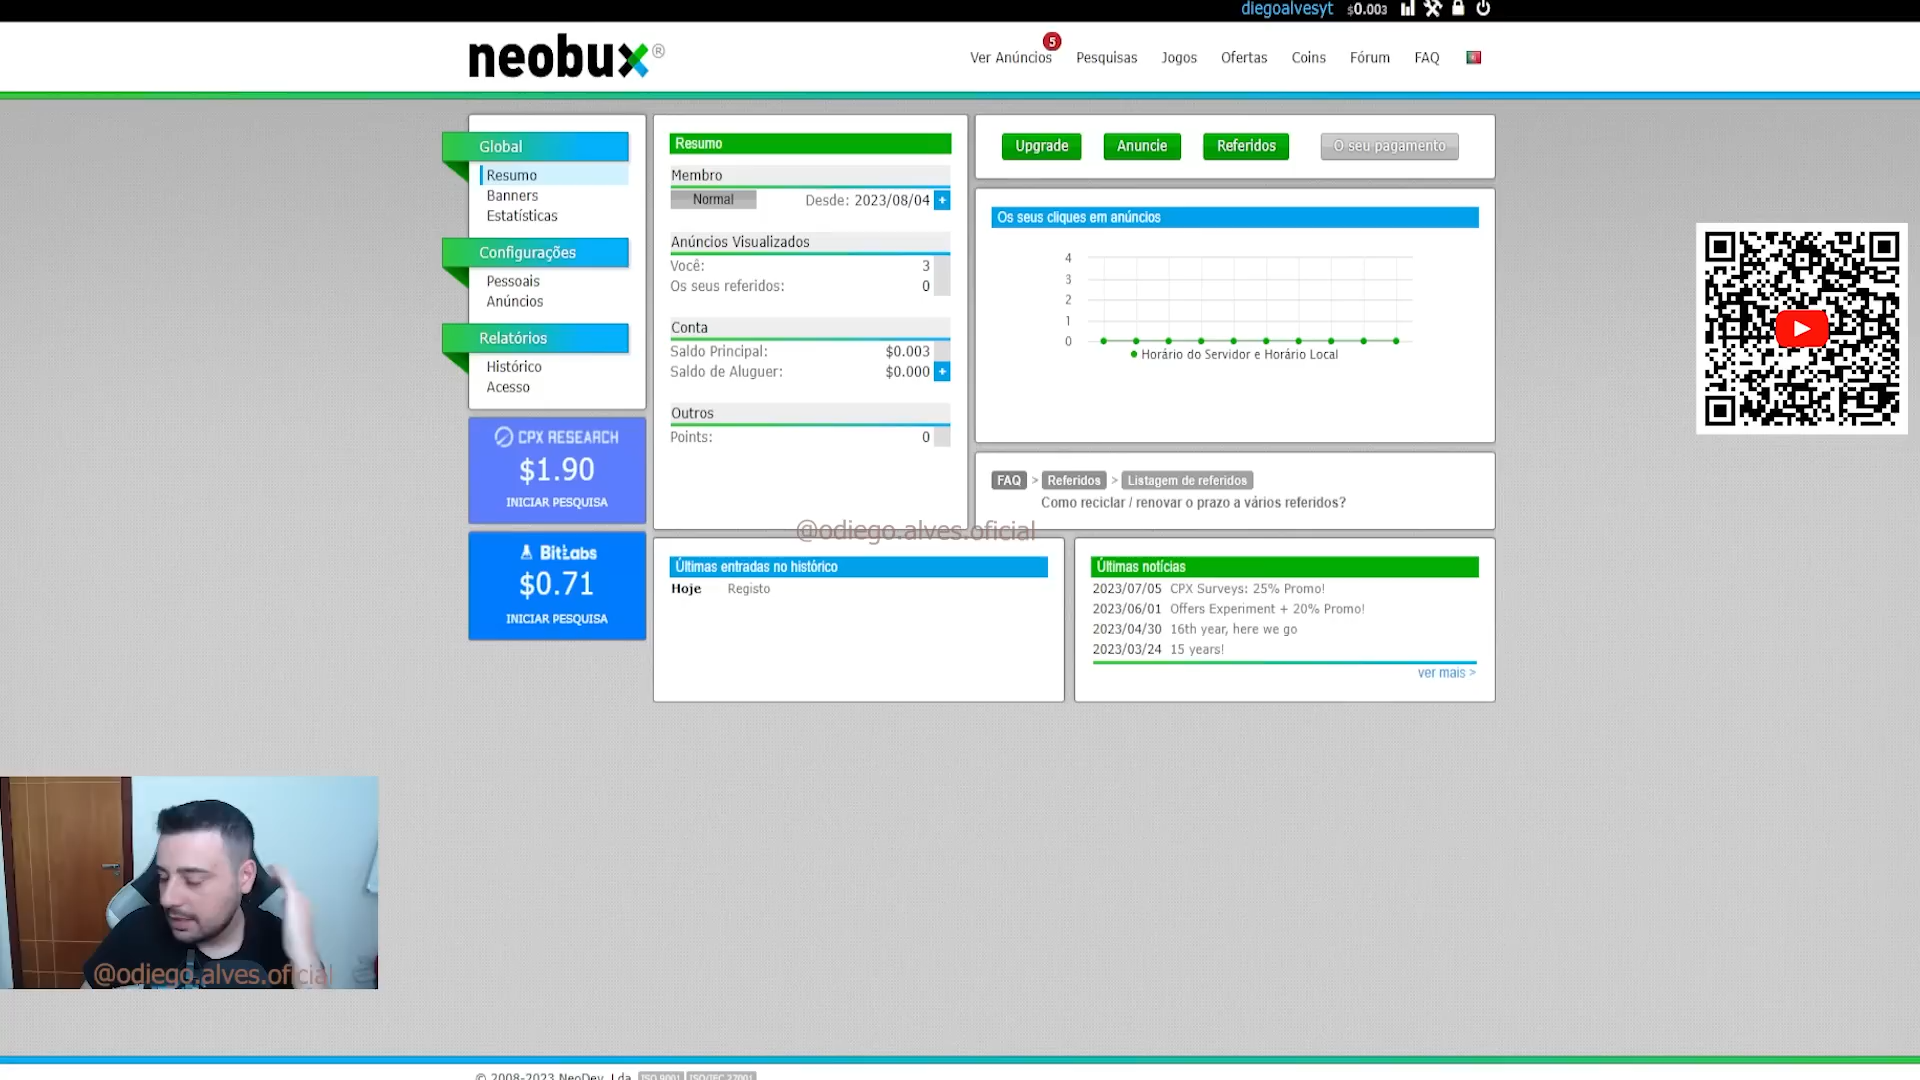 diegoalvesyt $0.003
neobux®
Ver Anúncios 5 Pesquisas Jogos Ofertas Coins Fórum FAQ
Global
Resumo
Banners
Estatísticas
Configurações
Pessoais
Anúncios
Relatórios
Histórico
Acesso
CPX RESEARCH
$1.90
INICIAR PESQUISA
BitLabs
$0.71
INICIAR PESQUISA
Resumo
Membro
Normal Desde: 2023/08/04 +
Anúncios Visualizados
Você: 3
Os seus referidos: 0
Conta
Saldo Principal: $0.003
Saldo de Aluguer: $0.000 +
Outros
Points: 0
Upgrade Anuncie Referidos O seu pagamento
Os seus cliques em anúncios
4
3
2
1
0
Horário do Servidor e Horário Local
FAQ > Referidos > Listagem de referidos
Como reciclar / renovar o prazo a vários referidos?
@odiego.alves.oficial
Últimas entradas no histórico
Hoje Registo
Últimas notícias
2023/07/05 CPX Surveys: 25% Promo!
2023/06/01 Offers Experiment + 20% Promo!
2023/04/30 16th year, here we go
2023/03/24 15 years!
ver mais >
@odiego.alves.oficial
© 2008-2023 NeoDev, Lda. ISO 9001 ISO/IEC 27001